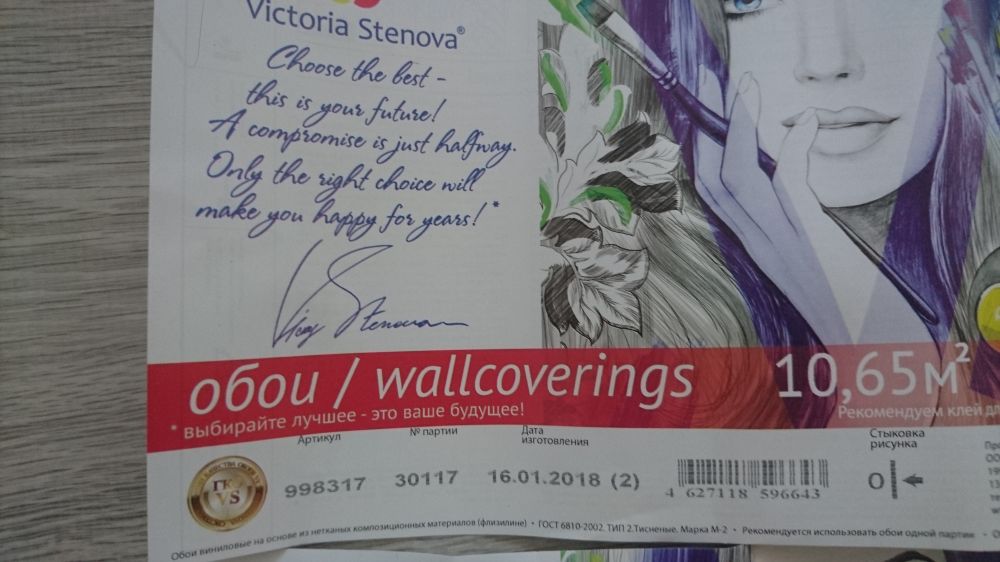 Victoria Stenova®
Choose the best -
this is your future!
A compromise is just halfway.
Only the right choice will
make you happy for years! *
Vicy Stenova
обои / wallcoverings 10,65м²
* выбирайте лучшее - это ваше будущее!
Рекомендуем клей
Артикул № партии Дата изготовления Стыковка рисунка
998317 30117 16.01.2018 (2) 4 627118 596643 0
VS
Обои виниловые на основе из нетканых композиционных материалов (флизилине) • ГОСТ 6810-2002. ТИП 2.Тисненые. Марка М-2 • Рекомендуется использовать обои одной партии